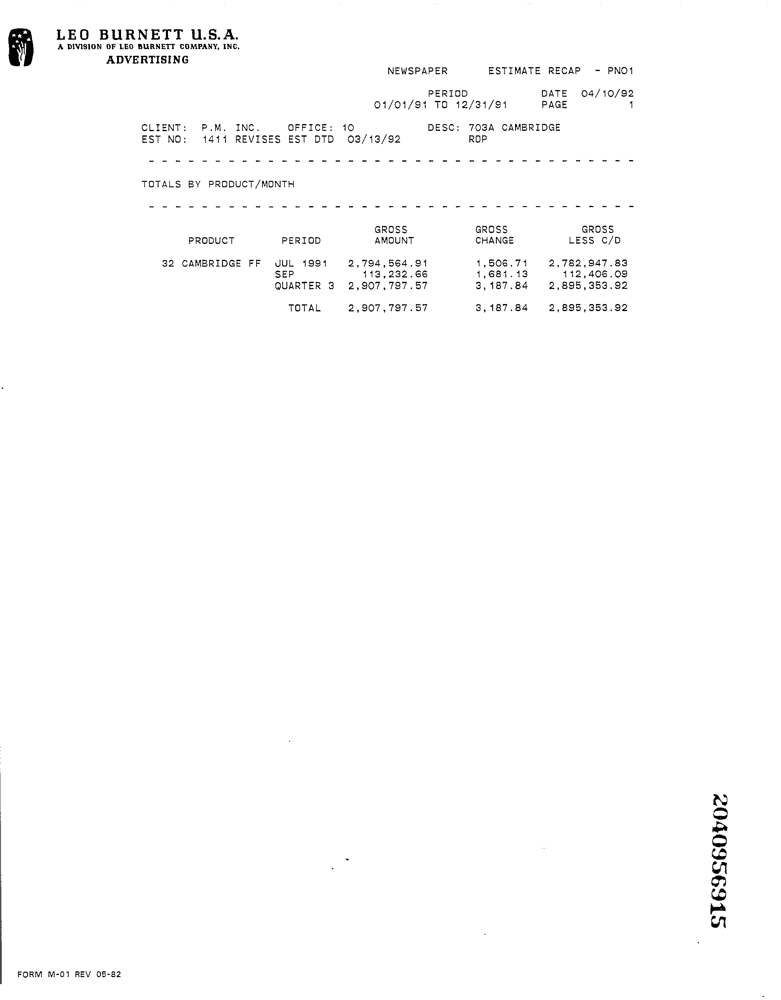 LEO BURNETT U.S.A.
A DIVISION OF LEO BURNETT COMPANY, INC.
ADVERTISING
NEWSPAPER ESTIMATE RECAP - PNO1
PERIOD DATE 04/10/92
01/01/91 TO 12/31/91 PAGE 1
CLIENT: P.M. INC. OFFICE: 10 DESC: 703A CAMBRIDGE
EST NO: 1411 REVISES EST DTD 03/13/92 ROP
TOTALS BY PRODUCT/MONTH
GROSS GROSS GROSS
PRODUCT PERIOD AMOUNT CHANGE LESS C/D
32 CAMBRIDGE FF JUL 1991 2,794,564.91 1,506.71 2,782,947.83
SEP 113,232.66 1,681.13 112,406.09
QUARTER 3 2,907,797.57 3,187.84 2,895,353.92
TOTAL 2,907,797.57 3,187.84 2,895,353.92
2040956915
FORM M-01 REV 05-82